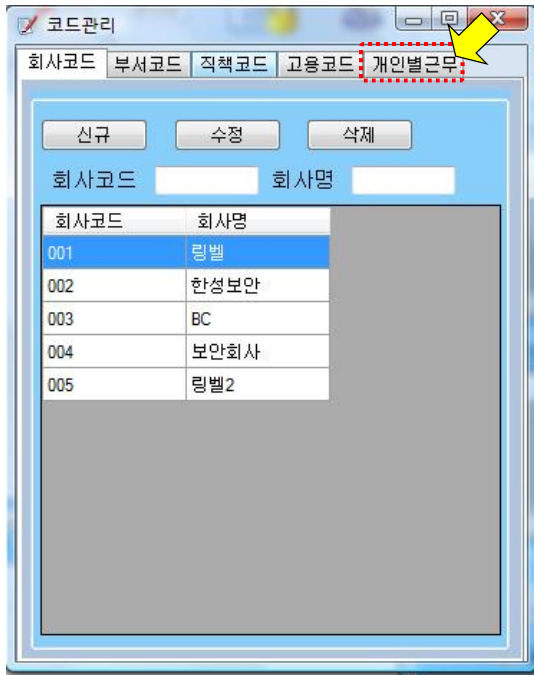 코드관리
회사코드 부서코드 직책코드 고용코드 개인별근무
신규 수정 삭제
회사코드 회사명
회사코드 회사명
001 링벨
002 한성보안
003 BC
004 보안회사
005 링벨2